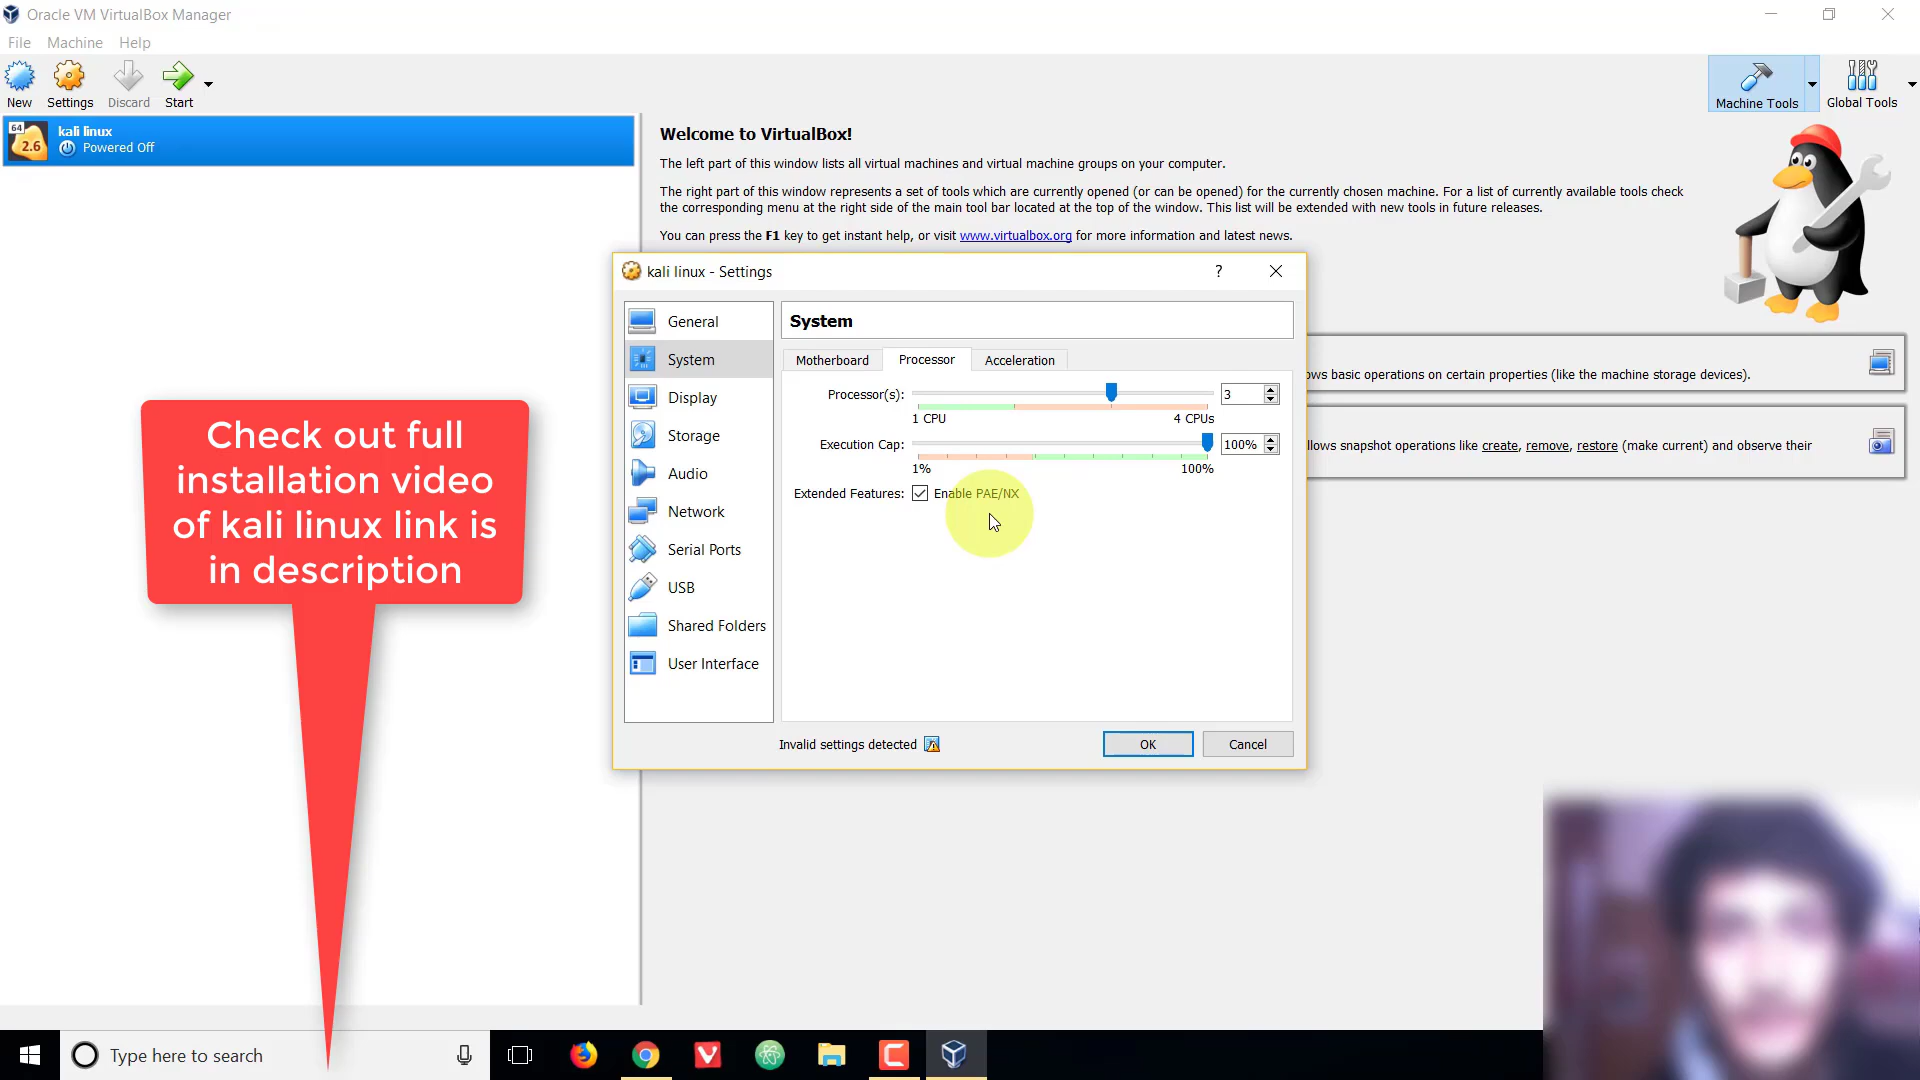 Oracle VM VirtualBox Manager
File Machine Help
New Settings Discard Start
Machine Tools Global Tools
64
2.6
kali linux
Powered Off
Welcome to VirtualBox!
The left part of this window lists all virtual machines and virtual machine groups on your computer.
The right part of this window represents a set of tools which are currently opened (or can be opened) for the currently chosen machine. For a list of currently available tools check
the corresponding menu at the right side of the main tool bar located at the top of the window. This list will be extended with new tools in future releases.
You can press the F1 key to get instant help, or visit www.virtualbox.org for more information and latest news.
kali linux - Settings
?
General
System
Display
Storage
Audio
Network
Serial Ports
USB
Shared Folders
User Interface
System
Motherboard Processor Acceleration
Processor(s): 3
1 CPU 4 CPUs
Execution Cap: 100%
1% 100%
Extended Features: Enable PAE/NX
Invalid settings detected
OK Cancel
ws basic operations on certain properties (like the machine storage devices).
llows snapshot operations like create, remove, restore (make current) and observe their
Check out full
installation video
of kali linux link is
in description
Type here to search